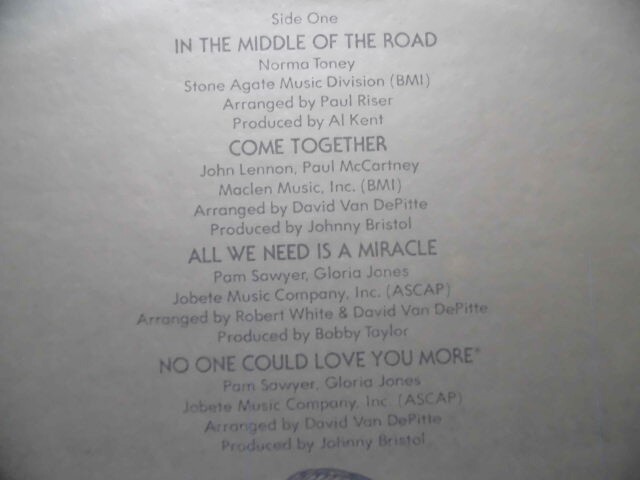 Side One
IN THE MIDDLE OF THE ROAD
Norma Toney
Stone Agate Music Division (BMI)
Arranged by Paul Riser
Produced by Al Kent
COME TOGETHER
John Lennon, Paul McCartney
Maclen Music, Inc. (BMI)
Arranged by David Van DePitte
Produced by Johnny Bristol
ALL WE NEED IS A MIRACLE
Pam Sawyer, Gloria Jones
Jobete Music Company, Inc. (ASCAP)
Arranged by Robert White & David Van DePitte
Produced by Bobby Taylor
NO ONE COULD LOVE YOU MORE*
Pam Sawyer, Gloria Jones
Jobete Music Company, Inc. (ASCAP)
Arranged by David Van DePitte
Produced by Johnny Bristol